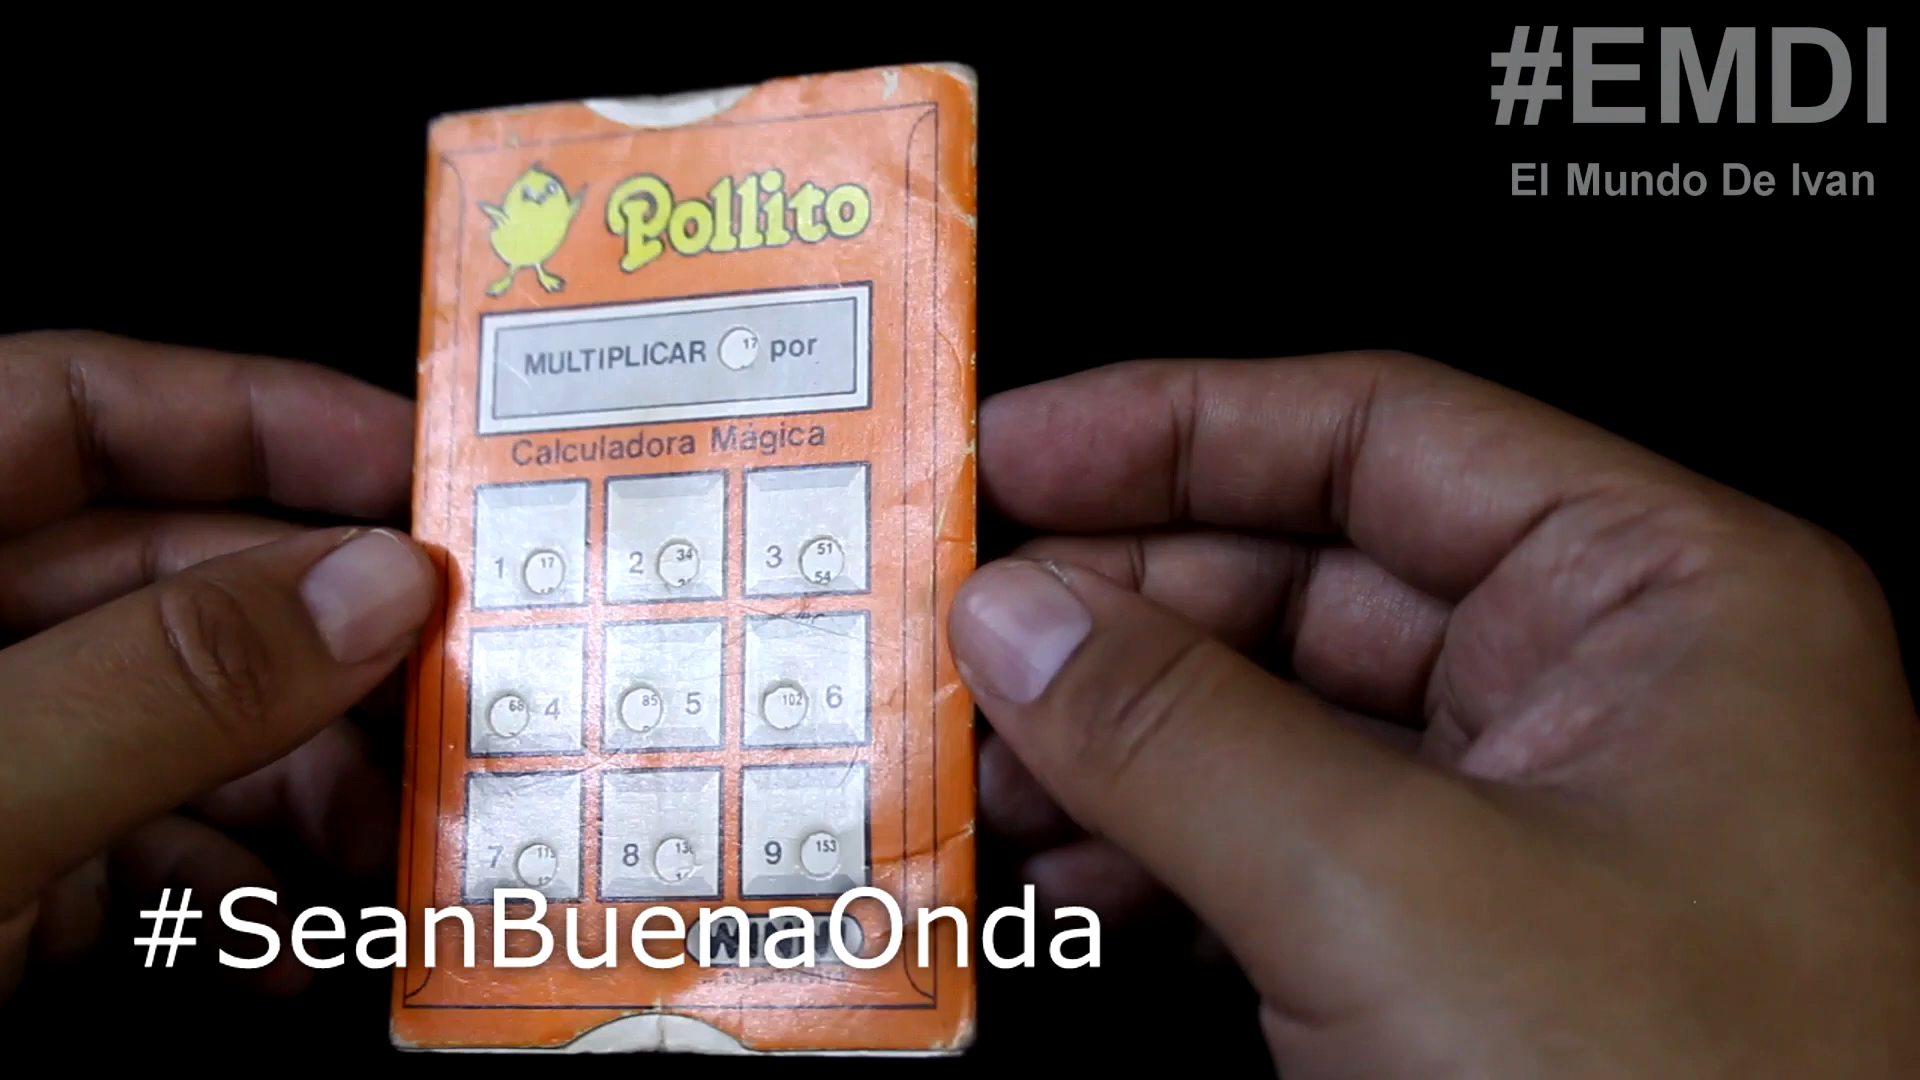 #EMDI
El Mundo De Ivan
Pollito
MULTIPLICAR 17 por
Calculadora Mágica
1 17 2 34 3 51
54
68 4 85 5 102 6
7 8 9 153
#SeanBuenaOnda